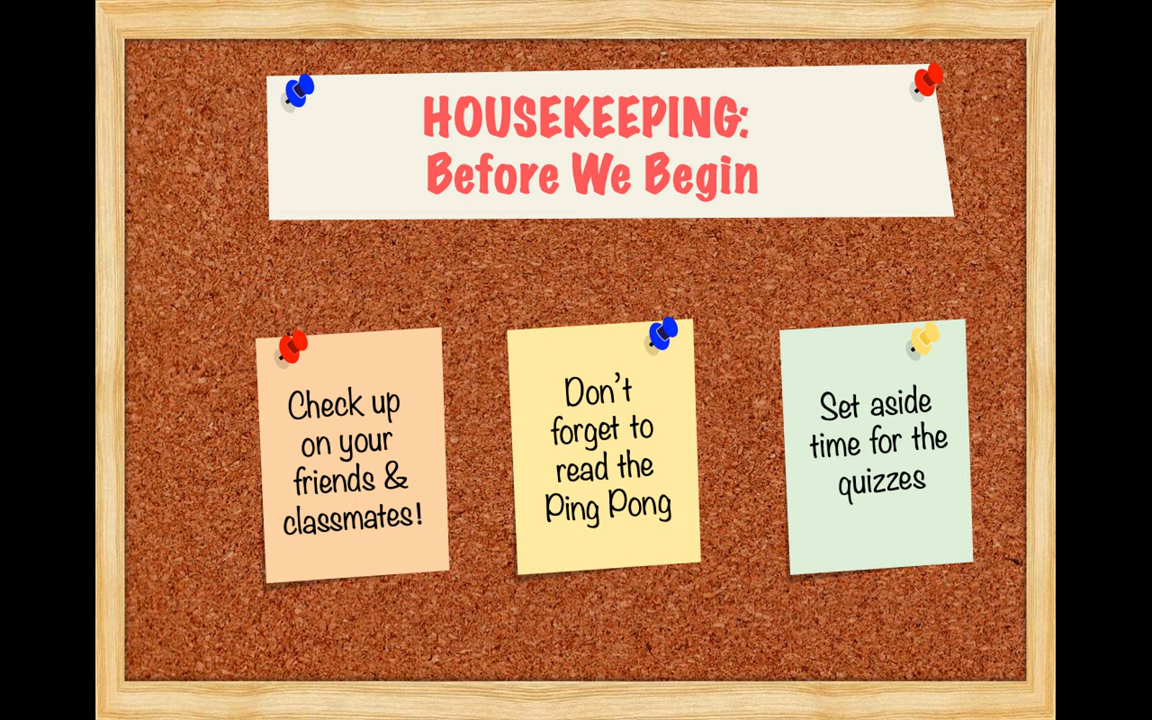 HOUSEKEEPING:
Before We Begin
Check up
on your
friends &
classmates!
Don't
forget to
read the
Ping Pong
Set aside
time for the
quizzes